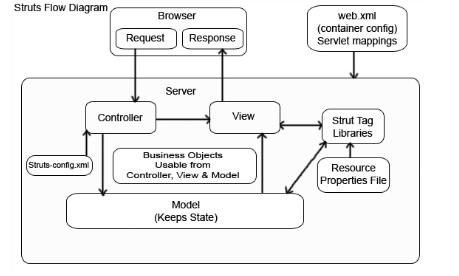 Struts Flow Diagram
Browser
Request
Response
web.xml
(container config)
Servlet mappings
Server
Controller
View
Strut Tag
Libraries
Struts-config.xml
Business Objects
Usable from
Controller, View & Model
Resource
Properties File
Model
(Keeps State)